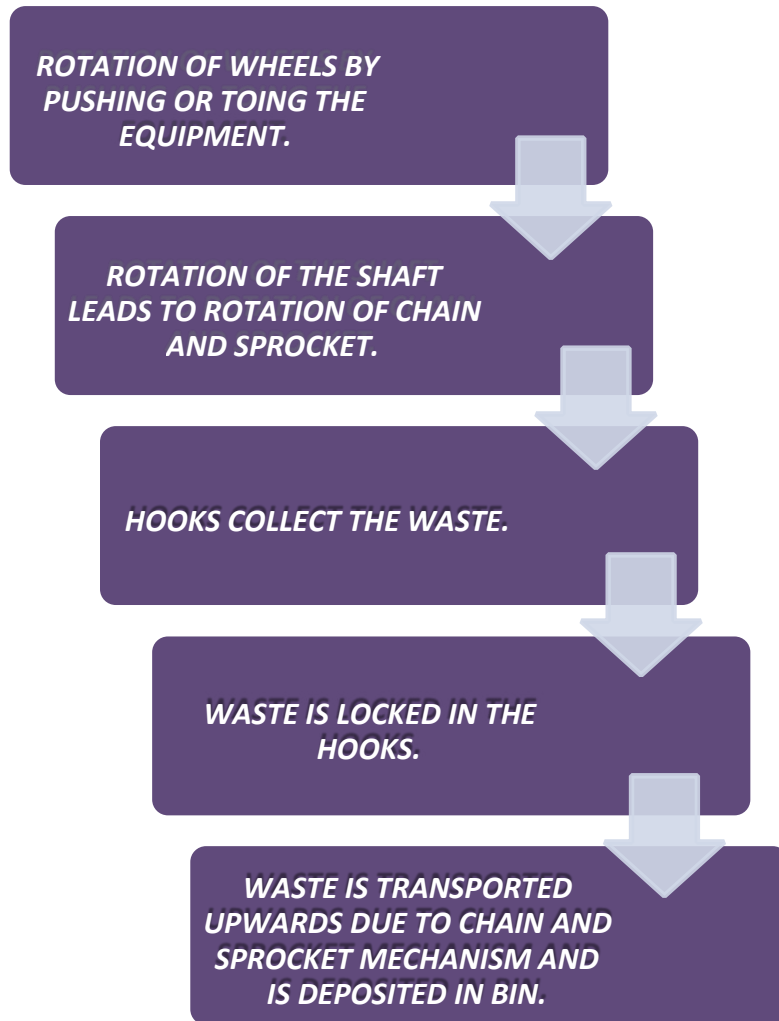 ROTATION OF WHEELS BY
PUSHING OR TOING THE
EQUIPMENT.
ROTATION OF THE SHAFT
LEADS TO ROTATION OF CHAIN
AND SPROCKET.
HOOKS COLLECT THE WASTE.
WASTE IS LOCKED IN THE
HOOKS.
WASTE IS TRANSPORTED
UPWARDS DUE TO CHAIN AND
SPROCKET MECHANISM AND
IS DEPOSITED IN BIN.